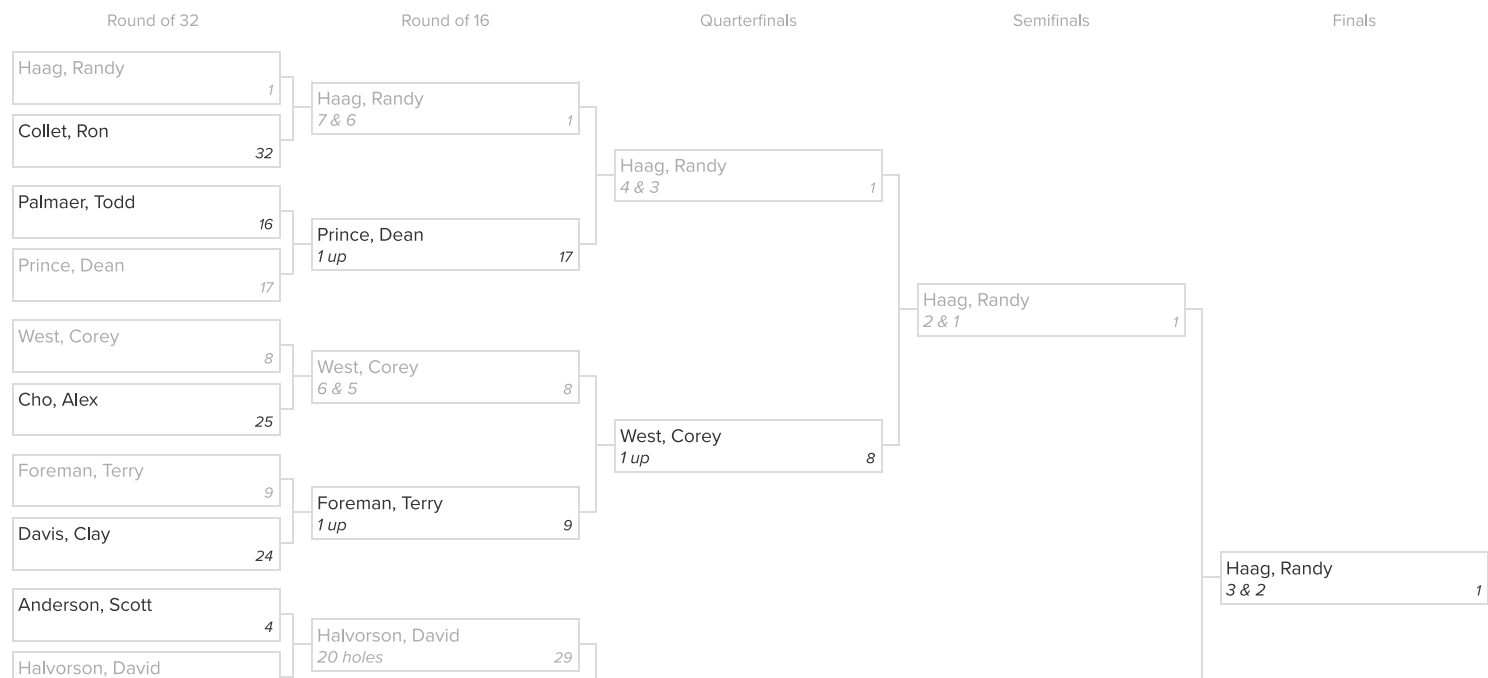 Round of 32
Round of 16
Quarterfinals
Semifinals
Finals
Haag, Randy
1
Collet, Ron
32
Palmaer, Todd
16
Prince, Dean
17
West, Corey
8
Cho, Alex
25
Foreman, Terry
9
Davis, Clay
24
Anderson, Scott
4
Halvorson, David
Haag, Randy
7 & 6 1
Prince, Dean
1 up 17
West, Corey
6 & 5 8
Foreman, Terry
1 up 9
Halvorson, David
20 holes 29
Haag, Randy
4 & 3 1
West, Corey
1 up 8
Haag, Randy
2 & 1 1
Haag, Randy
3 & 2 1